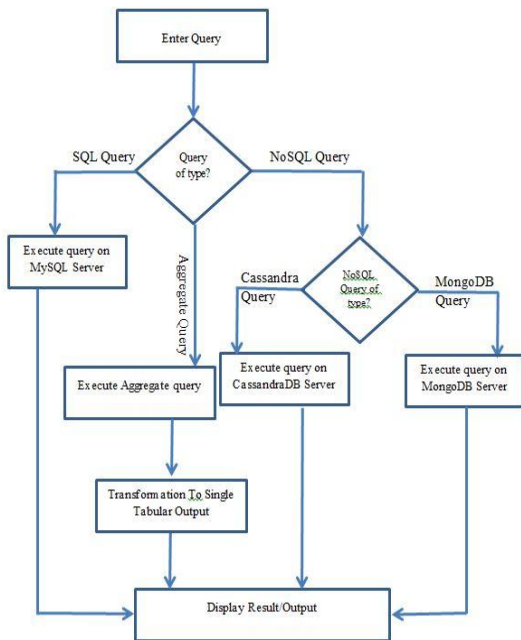 Enter Query
SQL Query
Query
of type?
NoSQL Query
Execute query on
MySQL Server
Aggregate Query
Cassandra
Query
NoSQL
Query of
type?
MongoDB
Query
Execute Aggregate query
Execute query on
CassandraDB Server
Execute query on
MongoDB Server
Transformation To Single
Tabular Output
Display Result/Output